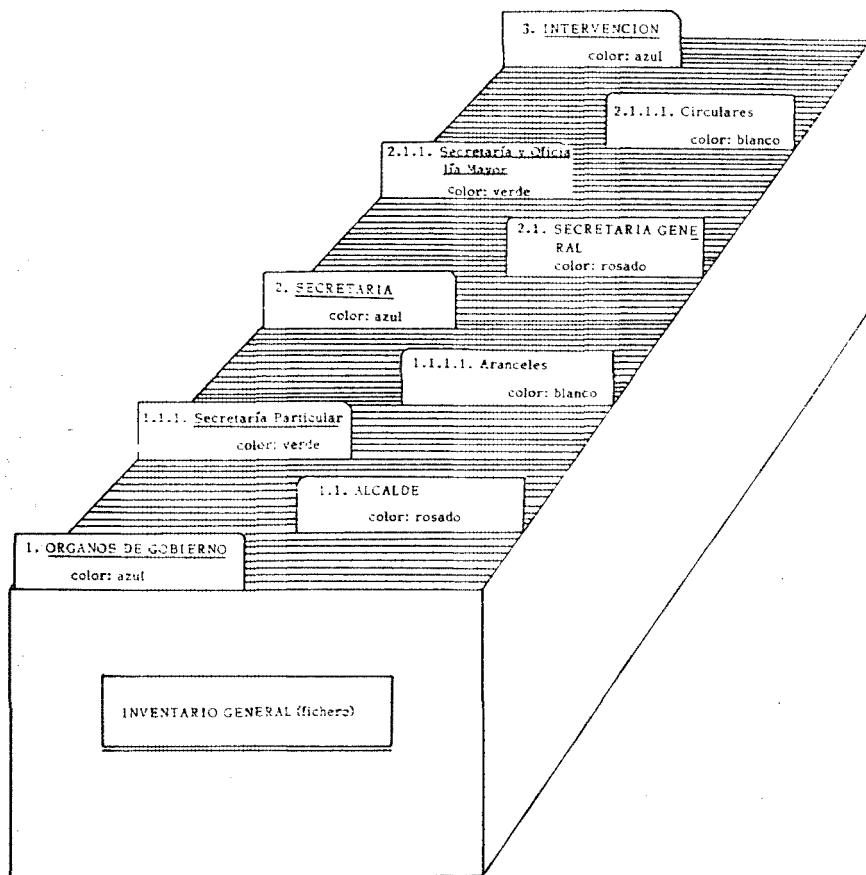 3. INTERVENCION
color: azul
2.1.1.1. Circulares
color: blanco
2.1.1. Secretaría y Oficia
lía Mayor
color: verde
2.1. SECRETARIA GENE
RAL
color: rosado
2. SECRETARIA
color: azul
1.1.1.1. Aranceles
color: blanco
1.1.1. Secretaría Particular
color: verde
1.1. ALCALDE
color: rosado
1. ORGANOS DE GOBIERNO
color: azul
INVENTARIO GENERAL (fichero)